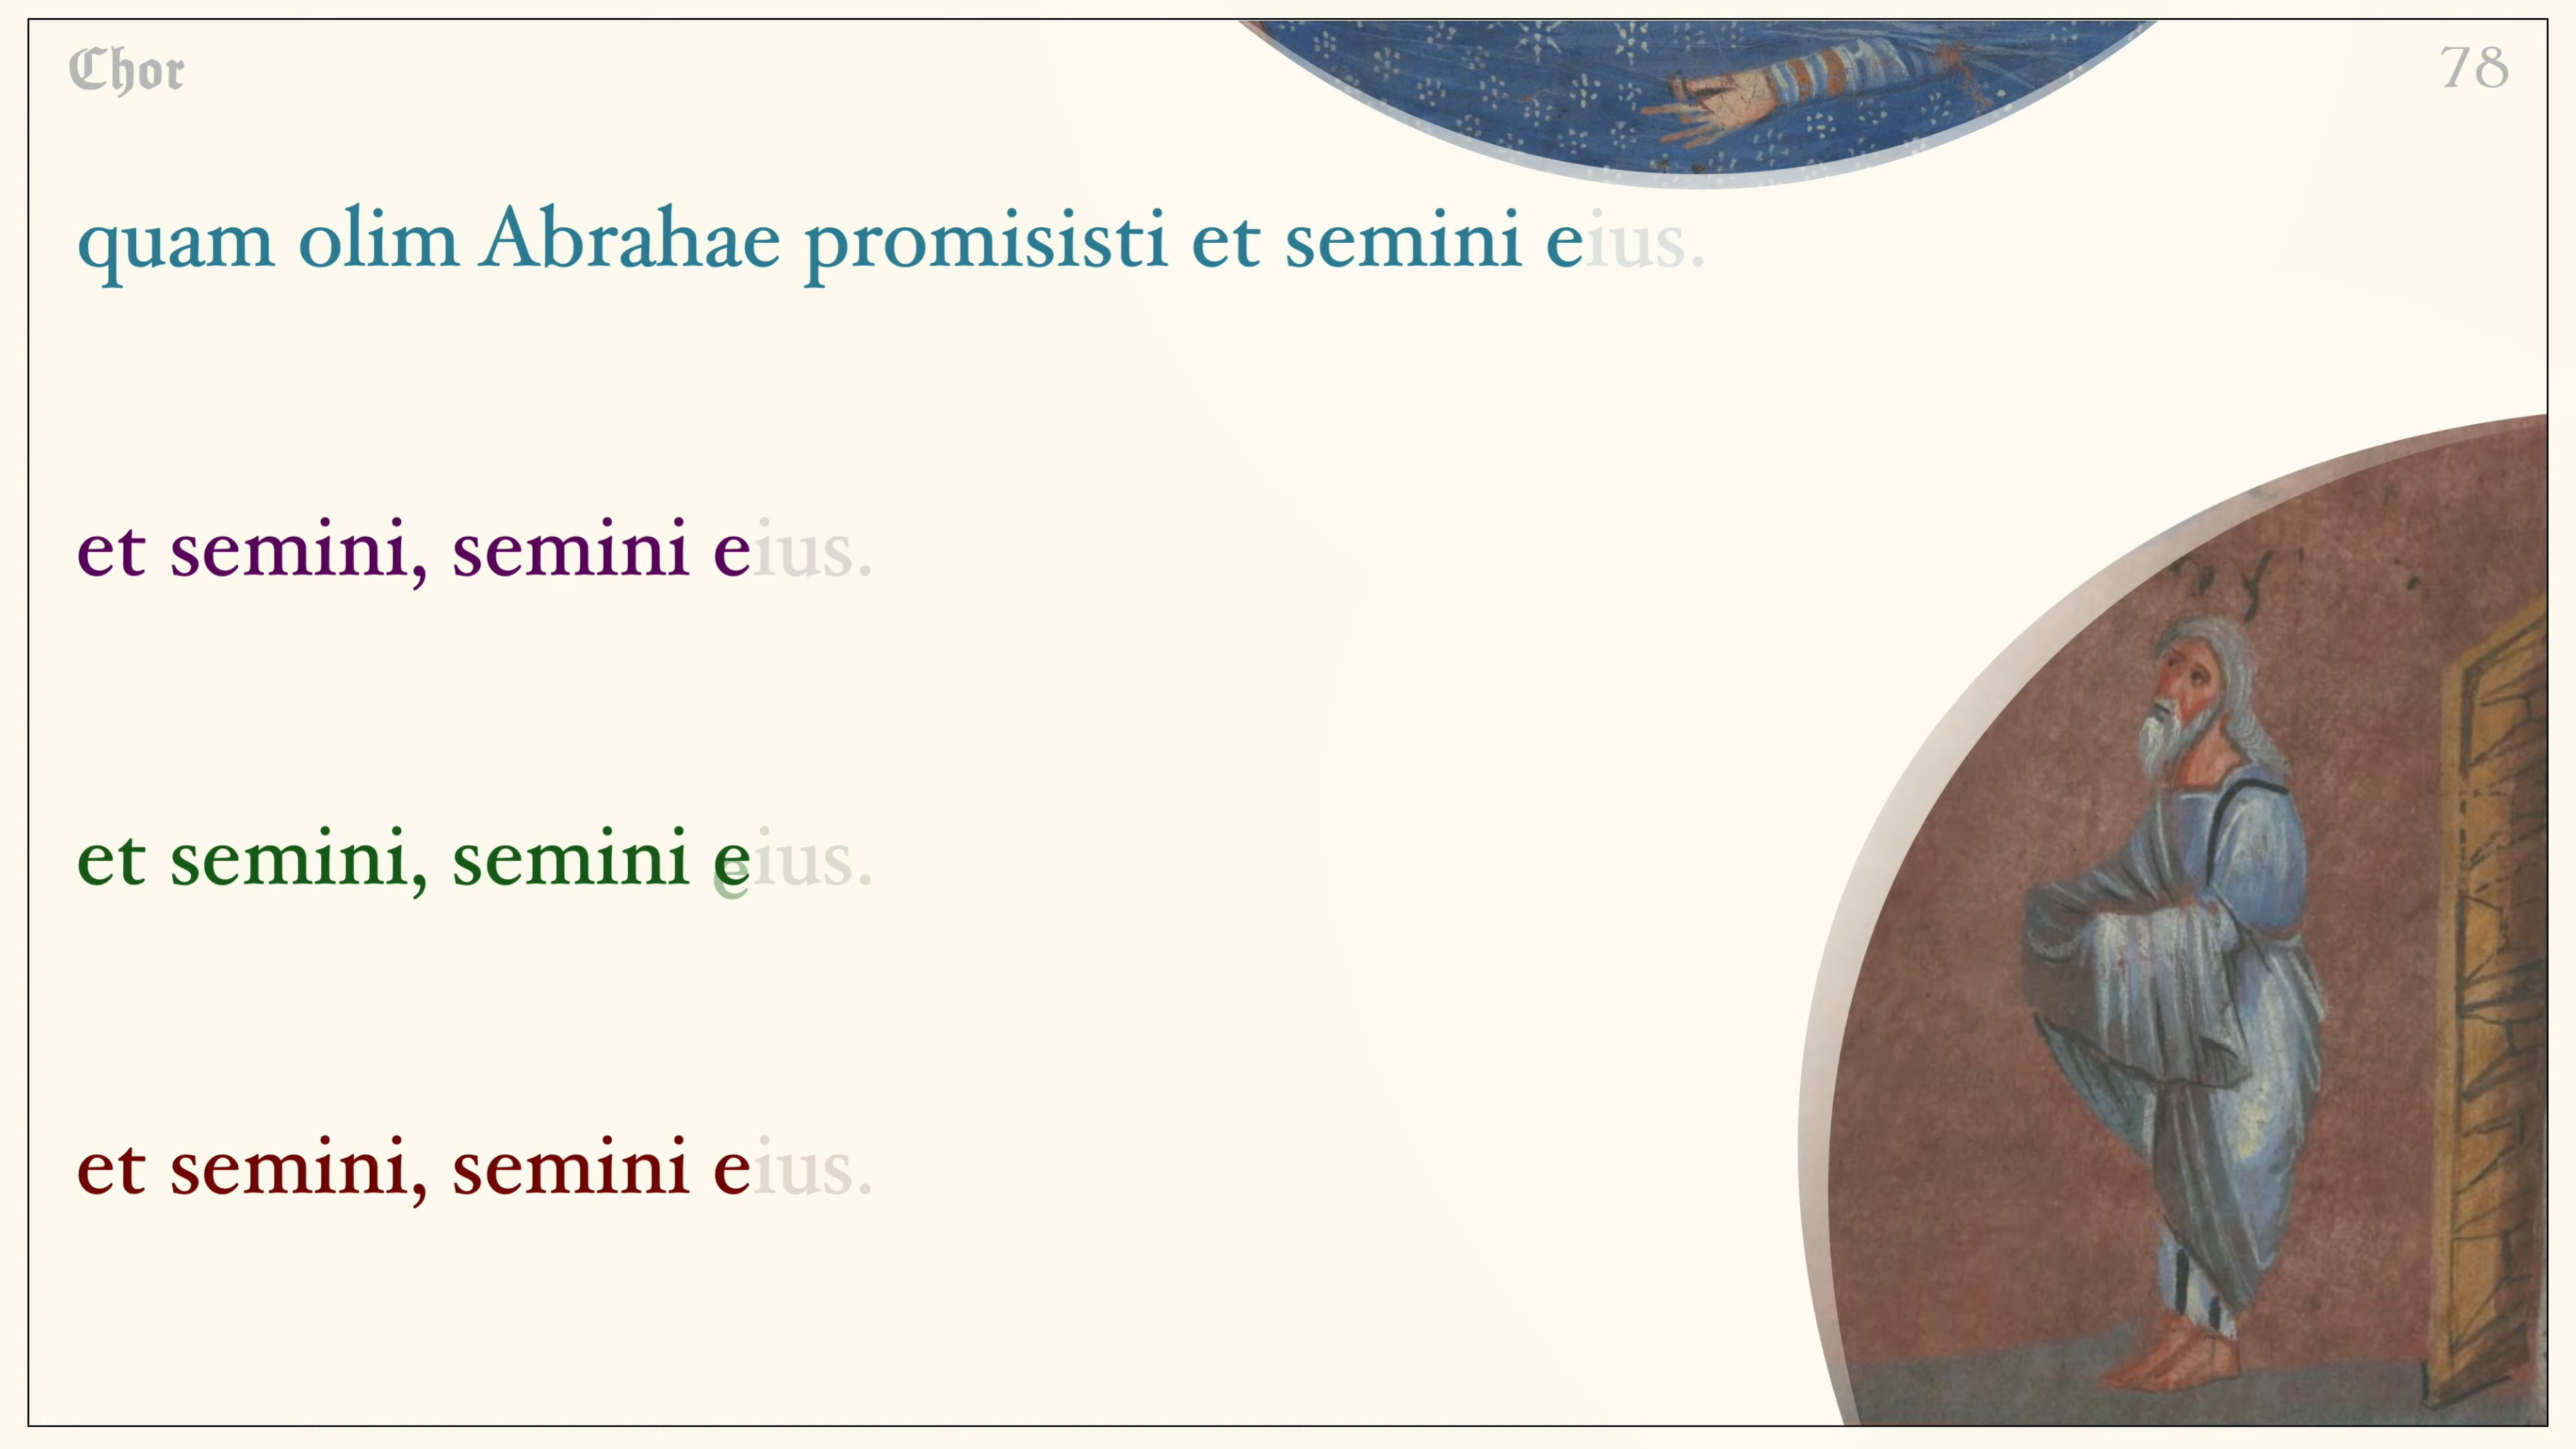 Chor
78
quam olim Abrahae promisisti et semini eius.
et semini, semini eius.
et semini, semini eius.
et semini, semini eius.